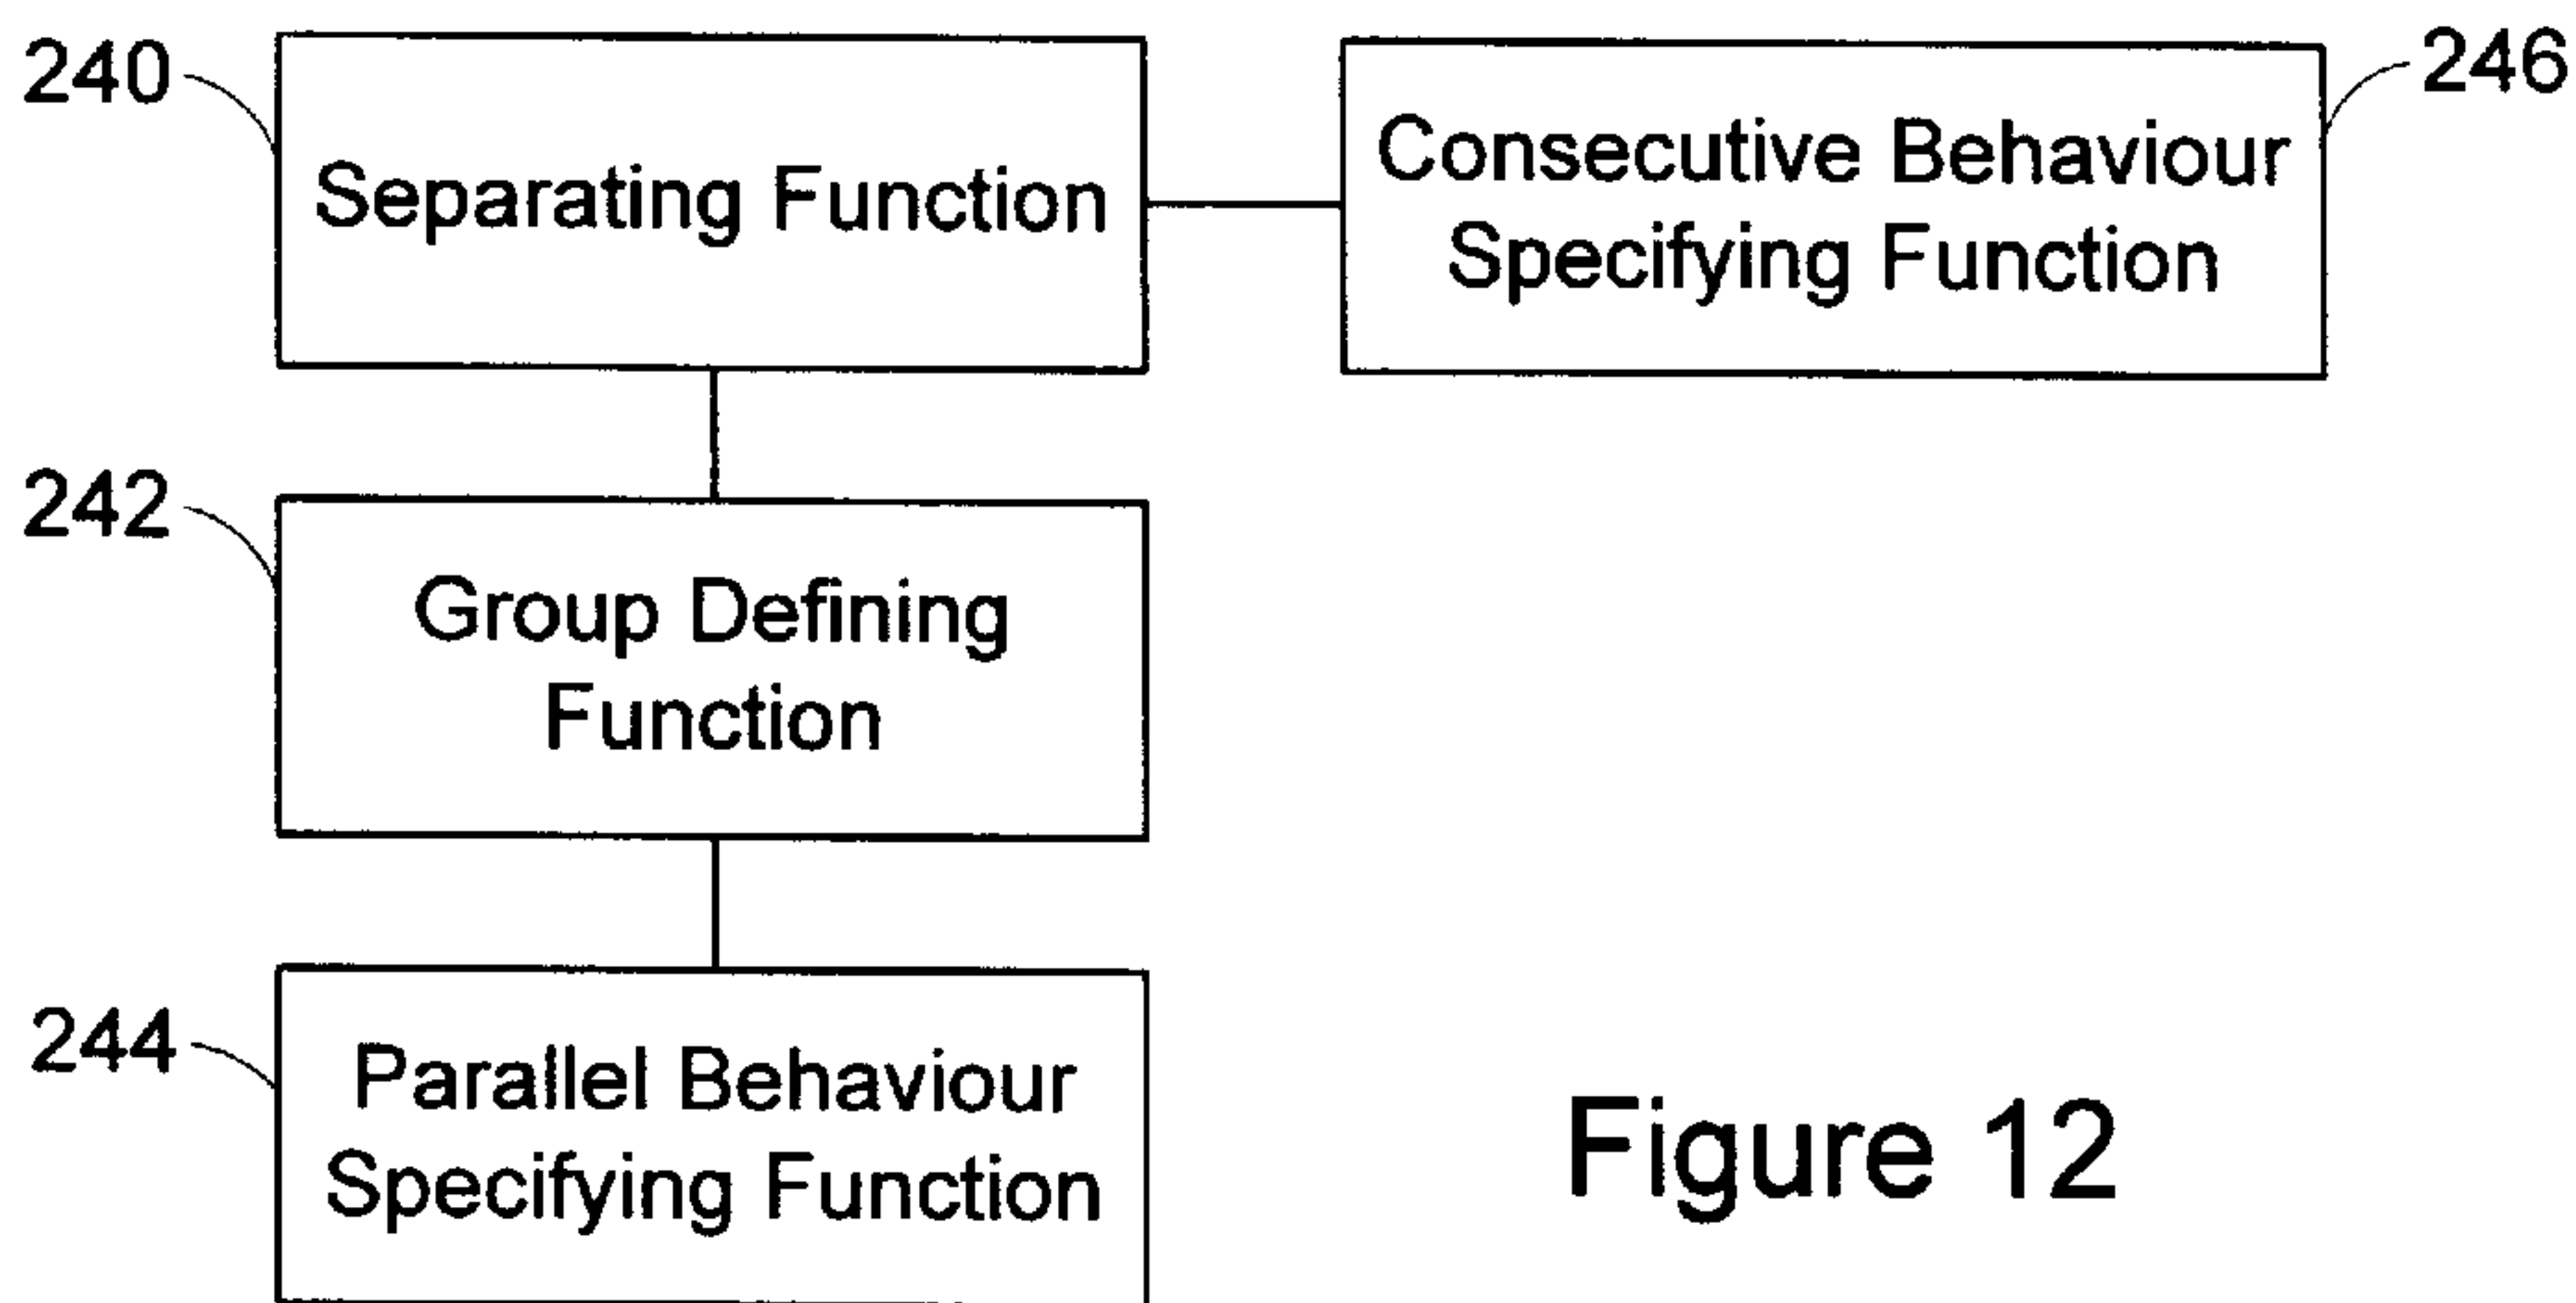 240
Separating Function
Consecutive Behaviour
Specifying Function
246
242
Group Defining
Function
244
Parallel Behaviour
Specifying Function
Figure 12